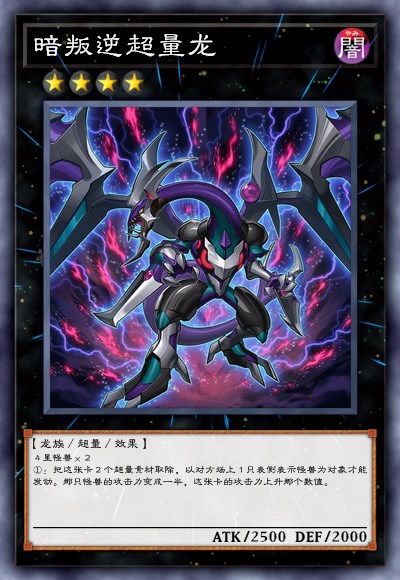 暗叛逆超量龙
やみ
闇
【龙族／超量／效果】
４星怪兽×２
①：把这张卡２个超量素材取除，以对方场上１只表侧表示怪兽为对象才能
发动。那只怪兽的攻击力变成一半，这张卡的攻击力上升那个数值。
ATK/2500 DEF/2000